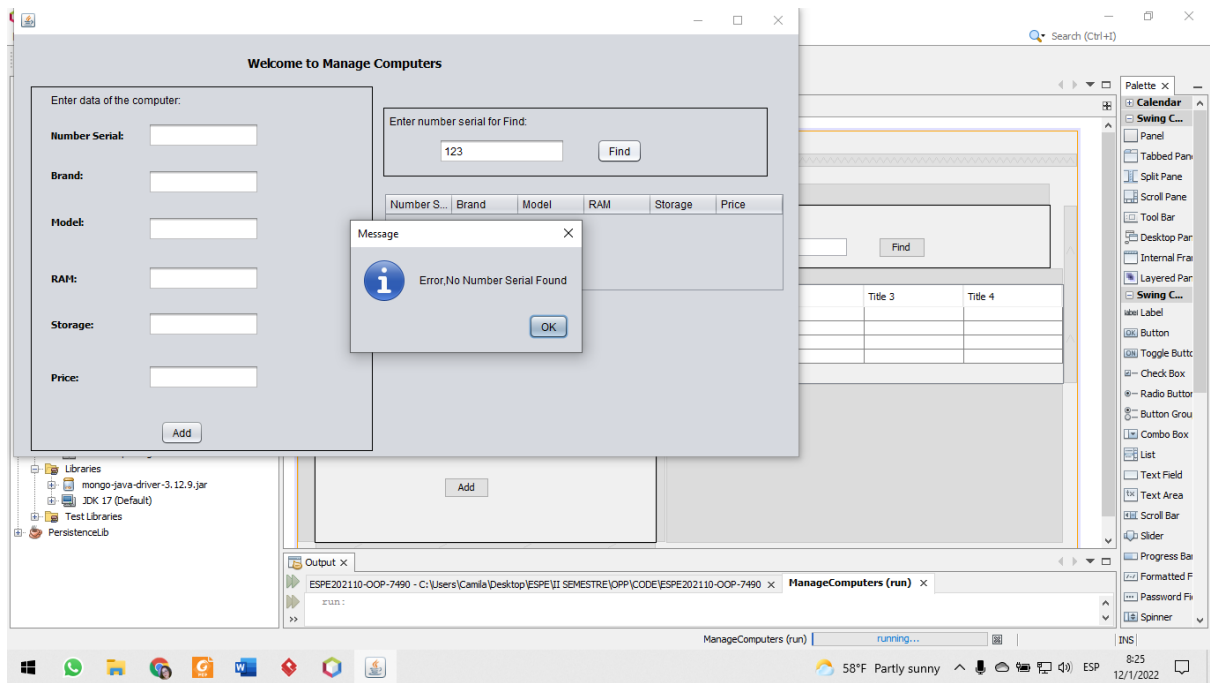 Search (Ctrl+I)
Welcome to Manage Computers
Enter data of the computer:
Number Serial:
Brand:
Model:
RAM:
Storage:
Price:
Add
Enter number serial for Find:
123
Find
Number S... Brand Model RAM Storage Price
Message
Error,No Number Serial Found
OK
Find
Title 3 Title 4
Add
Palette
Calendar
Swing C...
Panel
Tabbed Pan
Split Pane
Scroll Pane
Tool Bar
Desktop Pan
Internal Fra
Layered Pan
Swing C...
label Label
OK Button
ON Toggle Butto
Check Box
Radio Button
Button Grou
Combo Box
List
Text Field
Text Area
Scroll Bar
Slider
Progress Bar
Formatted F
Password Fi
Spinner
Libraries
mongo-java-driver-3.12.9.jar
JDK 17 (Default)
Test Libraries
PersistenceLib
Output
ESPE202110-OOP-7490 - C:\Users\Camila\Desktop\ESPE\II SEMESTRE\OPP\CODE\ESPE202110-OOP-7490 ManageComputers (run)
run:
ManageComputers (run) running... INS
58°F Partly sunny ESP 8:25
12/1/2022